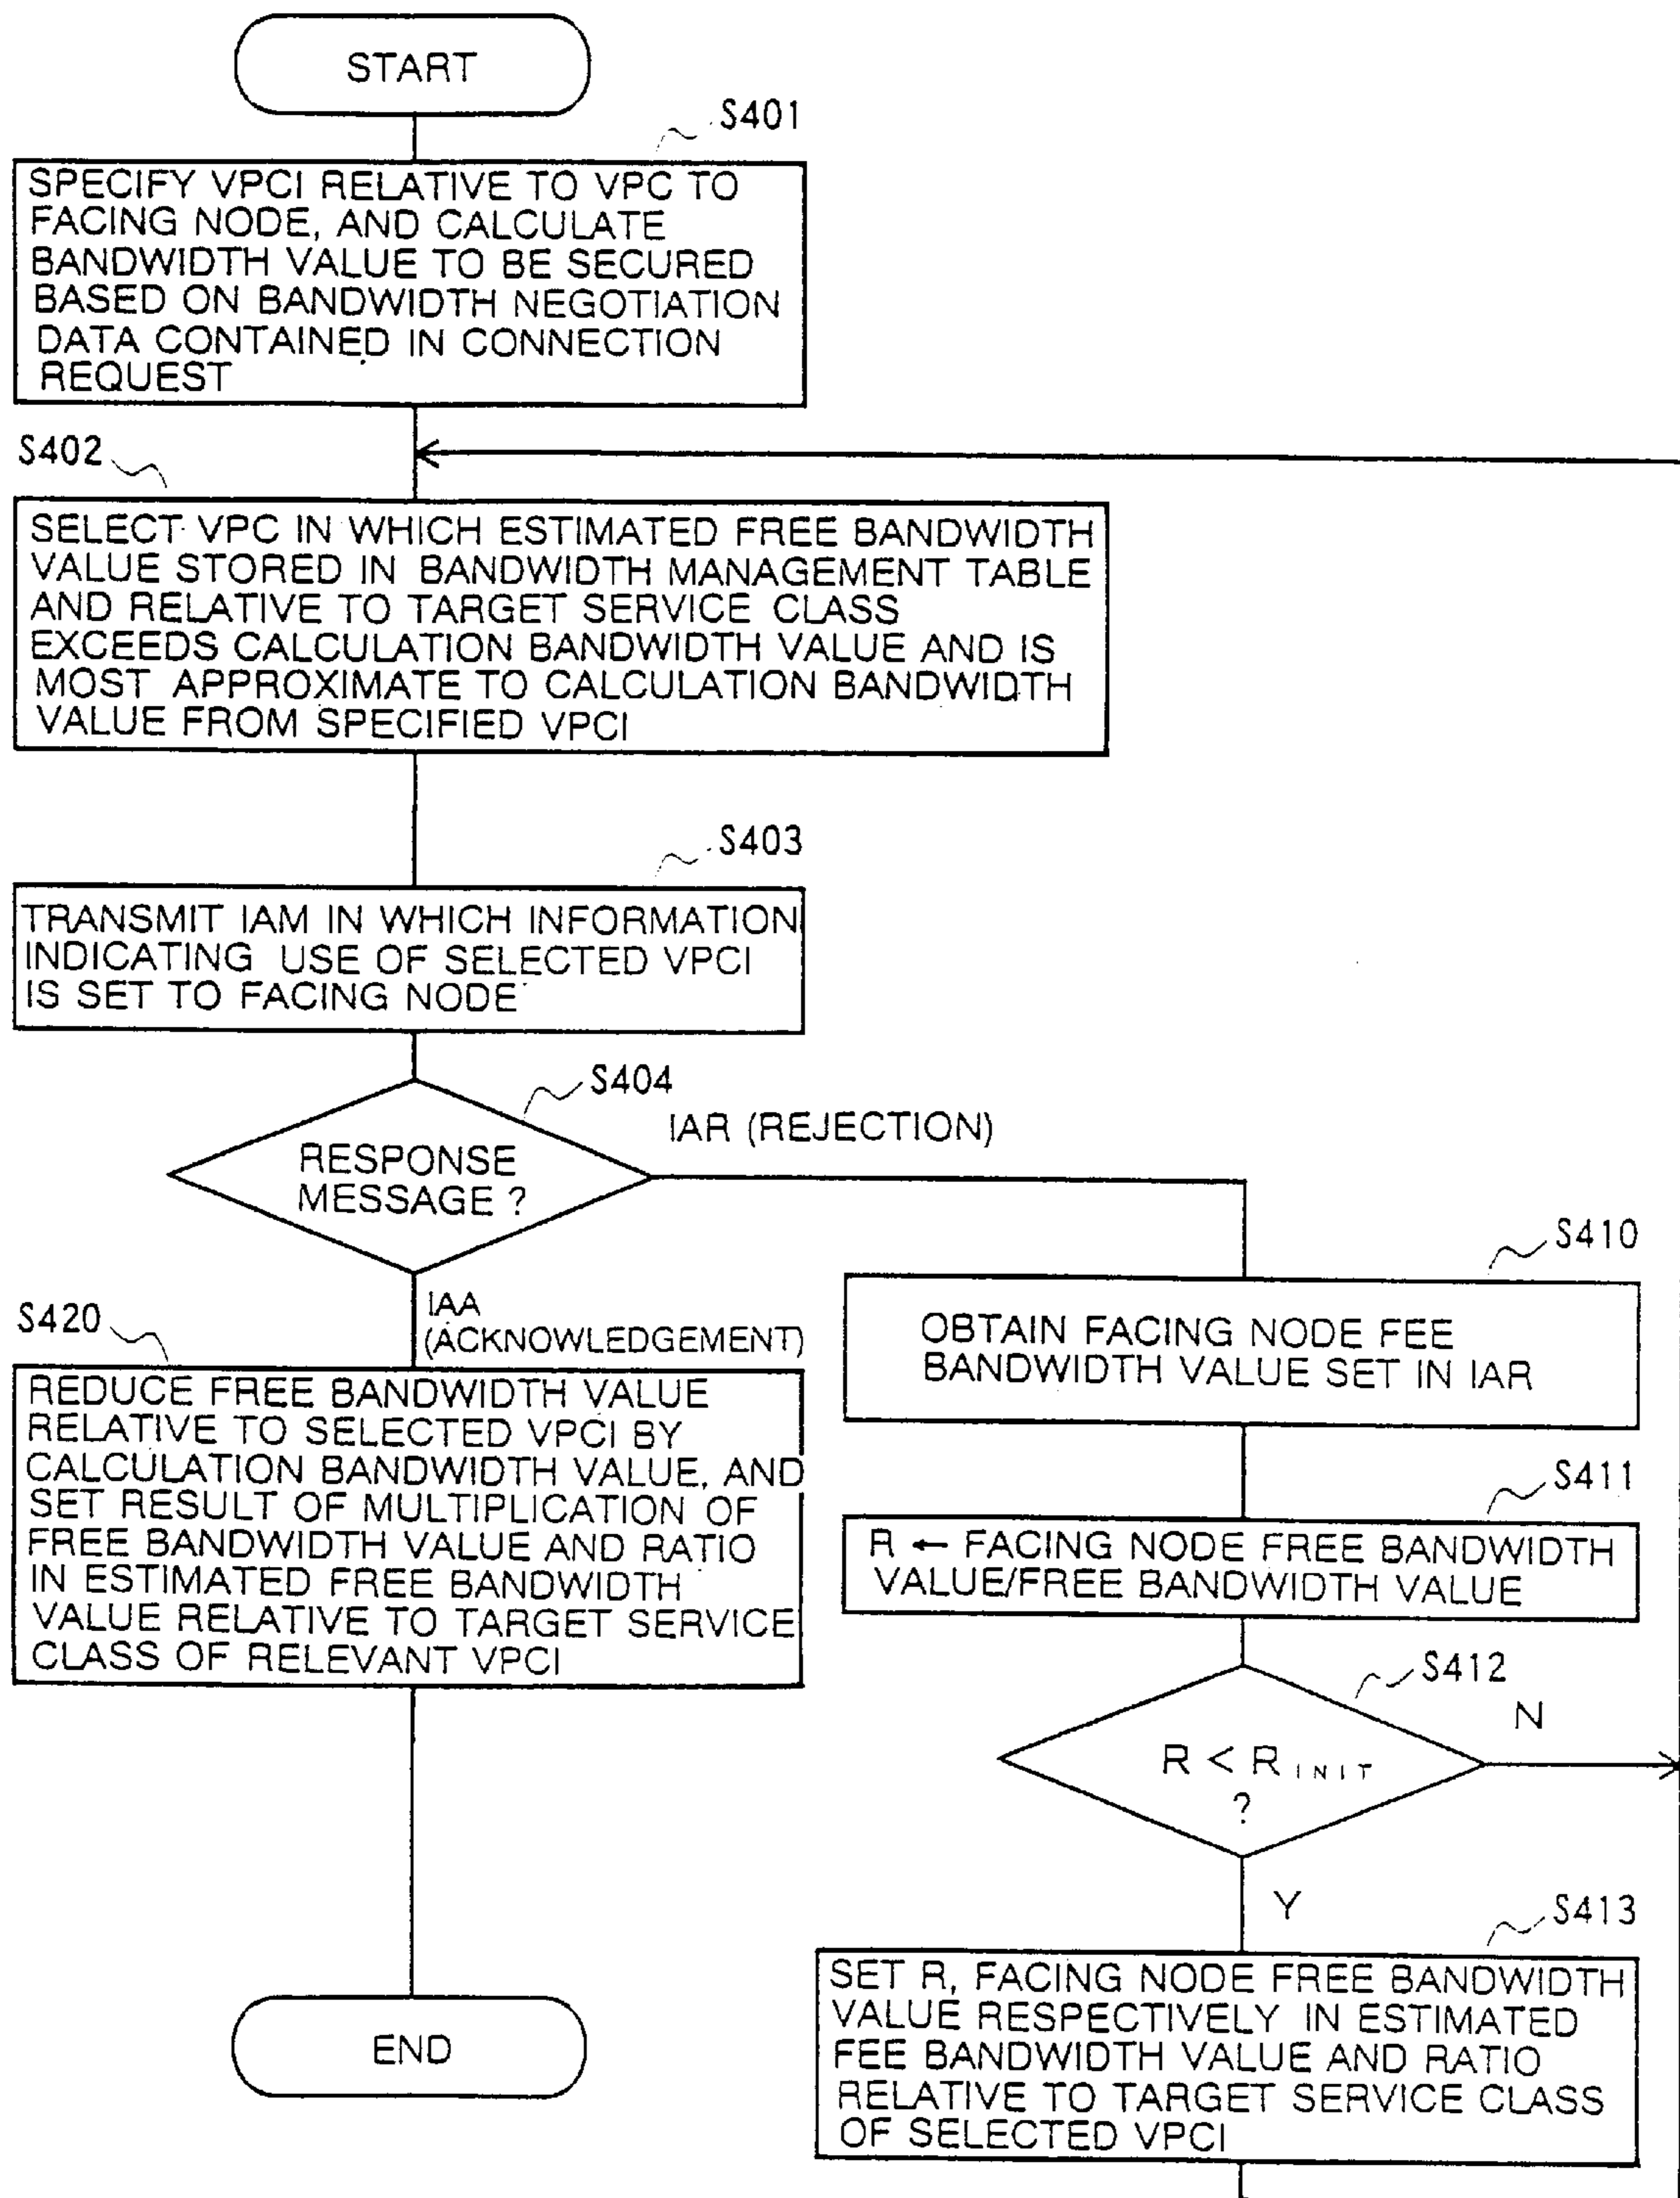 START
S401
SPECIFY VPCI RELATIVE TO VPC TO
FACING NODE, AND CALCULATE
BANDWIDTH VALUE TO BE SECURED
BASED ON BANDWIDTH NEGOTIATION
DATA CONTAINED IN CONNECTION
REQUEST
S402
SELECT VPC IN WHICH ESTIMATED FREE BANDWIDTH
VALUE STORED IN BANDWIDTH MANAGEMENT TABLE
AND RELATIVE TO TARGET SERVICE CLASS
EXCEEDS CALCULATION BANDWIDTH VALUE AND IS
MOST APPROXIMATE TO CALCULATION BANDWIDTH
VALUE FROM SPECIFIED VPCI
S403
TRANSMIT IAM IN WHICH INFORMATION
INDICATING USE OF SELECTED VPCI
IS SET TO FACING NODE
S404
RESPONSE
MESSAGE ?
IAR (REJECTION)
IAA
(ACKNOWLEDGEMENT)
S420
REDUCE FREE BANDWIDTH VALUE
RELATIVE TO SELECTED VPCI BY
CALCULATION BANDWIDTH VALUE, AND
SET RESULT OF MULTIPLICATION OF
FREE BANDWIDTH VALUE AND RATIO
IN ESTIMATED FREE BANDWIDTH
VALUE RELATIVE TO TARGET SERVICE
CLASS OF RELEVANT VPCI
END
S410
OBTAIN FACING NODE FEE
BANDWIDTH VALUE SET IN IAR
S411
R ← FACING NODE FREE BANDWIDTH
VALUE/FREE BANDWIDTH VALUE
S412
R < R INIT
?
N
Y
S413
SET R, FACING NODE FREE BANDWIDTH
VALUE RESPECTIVELY IN ESTIMATED
FEE BANDWIDTH VALUE AND RATIO
RELATIVE TO TARGET SERVICE CLASS
OF SELECTED VPCI